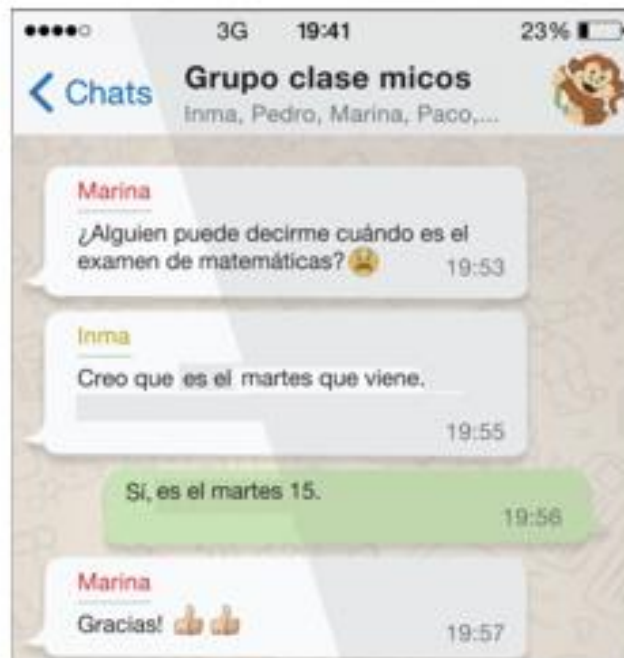 3G 19:41 23%
Chats
Grupo clase micos
Inma, Pedro, Marina, Paco,...
Marina
¿Alguien puede decirme cuándo es el
examen de matemáticas?
19:53
Inma
Creo que es el martes que viene.
19:55
Sí, es el martes 15.
19:56
Marina
Gracias!
19:57